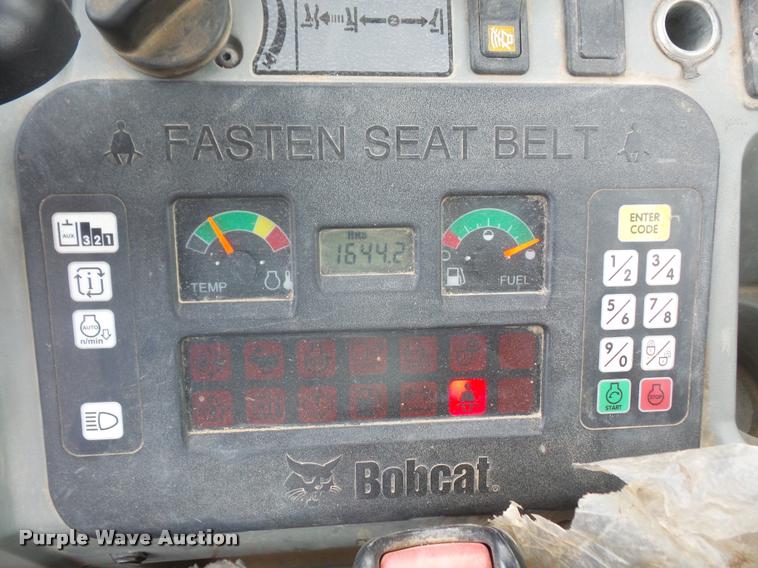 FASTEN SEAT BELT
AUX 3 2 1
HRS
1644.2
TEMP
FUEL
ENTER
CODE
1/2
3/4
5/6
7/8
9/0
AUTO
n/min
START
STOP
Bobcat
Purple Wave Auction